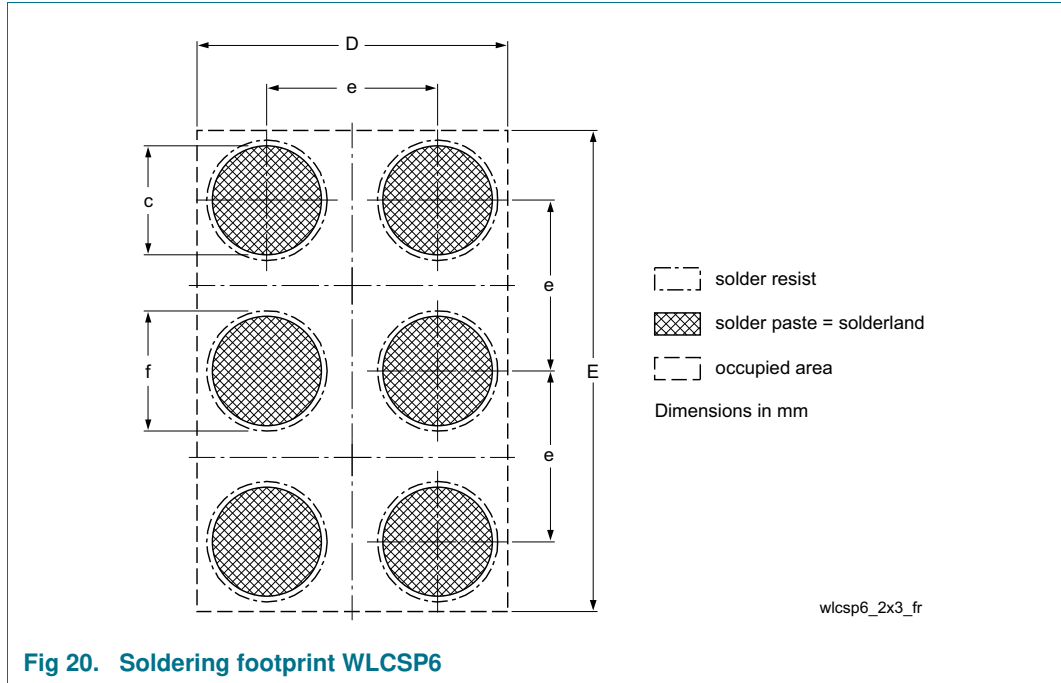 D
e
c
e
f
E
e
solder resist
solder paste = solderland
occupied area
Dimensions in mm
wlcsp6_2x3_fr
Fig 20. Soldering footprint WLCSP6